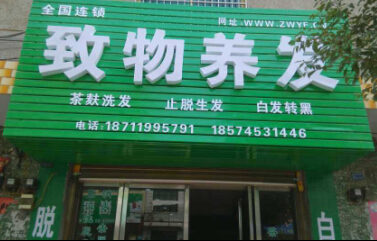 全国连锁 网址.WWW.ZWYF.CN
致物养发
茶麸洗发 止脱生发 白发转黑
电话:18711995791 18574531446
脱 白